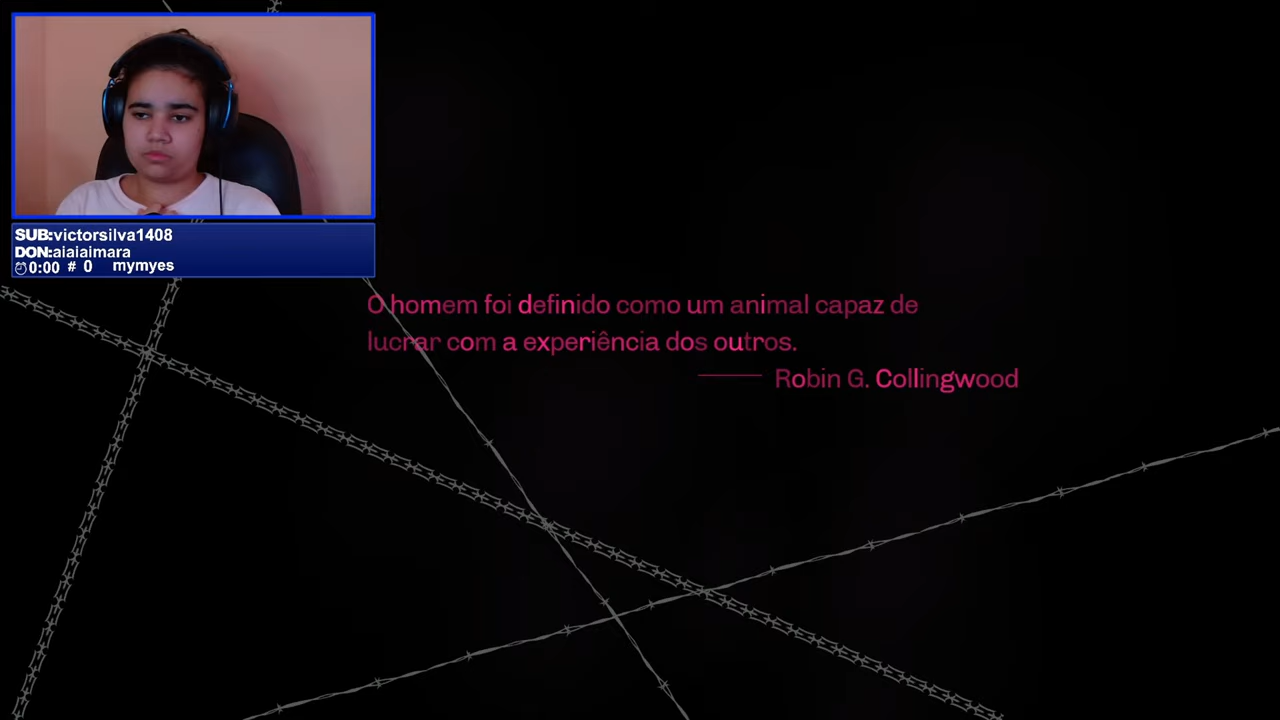 SUB:victorsilva1408
DON:aiaiaimara
0:00 # 0 mymyes
O homem foi definido como um animal capaz de
lucrar com a experiência dos outros.
Robin G. Collingwood